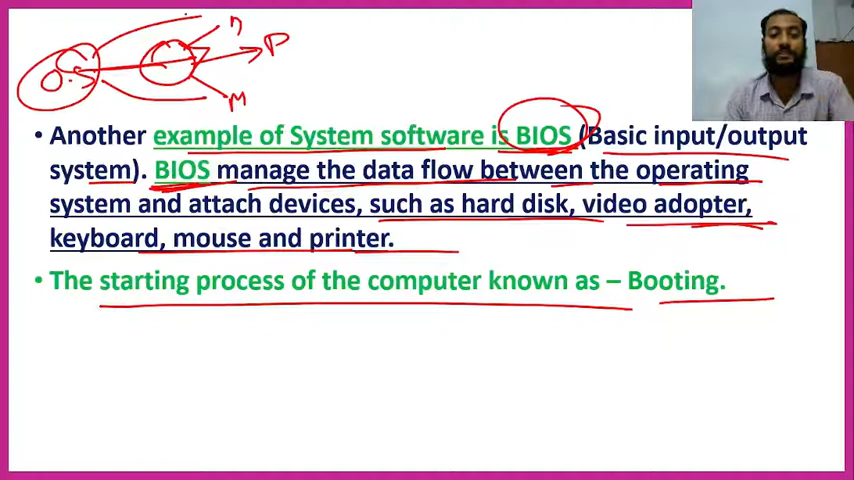 O.S
n
P
M
• Another example of System software is BIOS (Basic input/output
system). BIOS manage the data flow between the operating
system and attach devices, such as hard disk, video adopter,
keyboard, mouse and printer.
• The starting process of the computer known as – Booting.